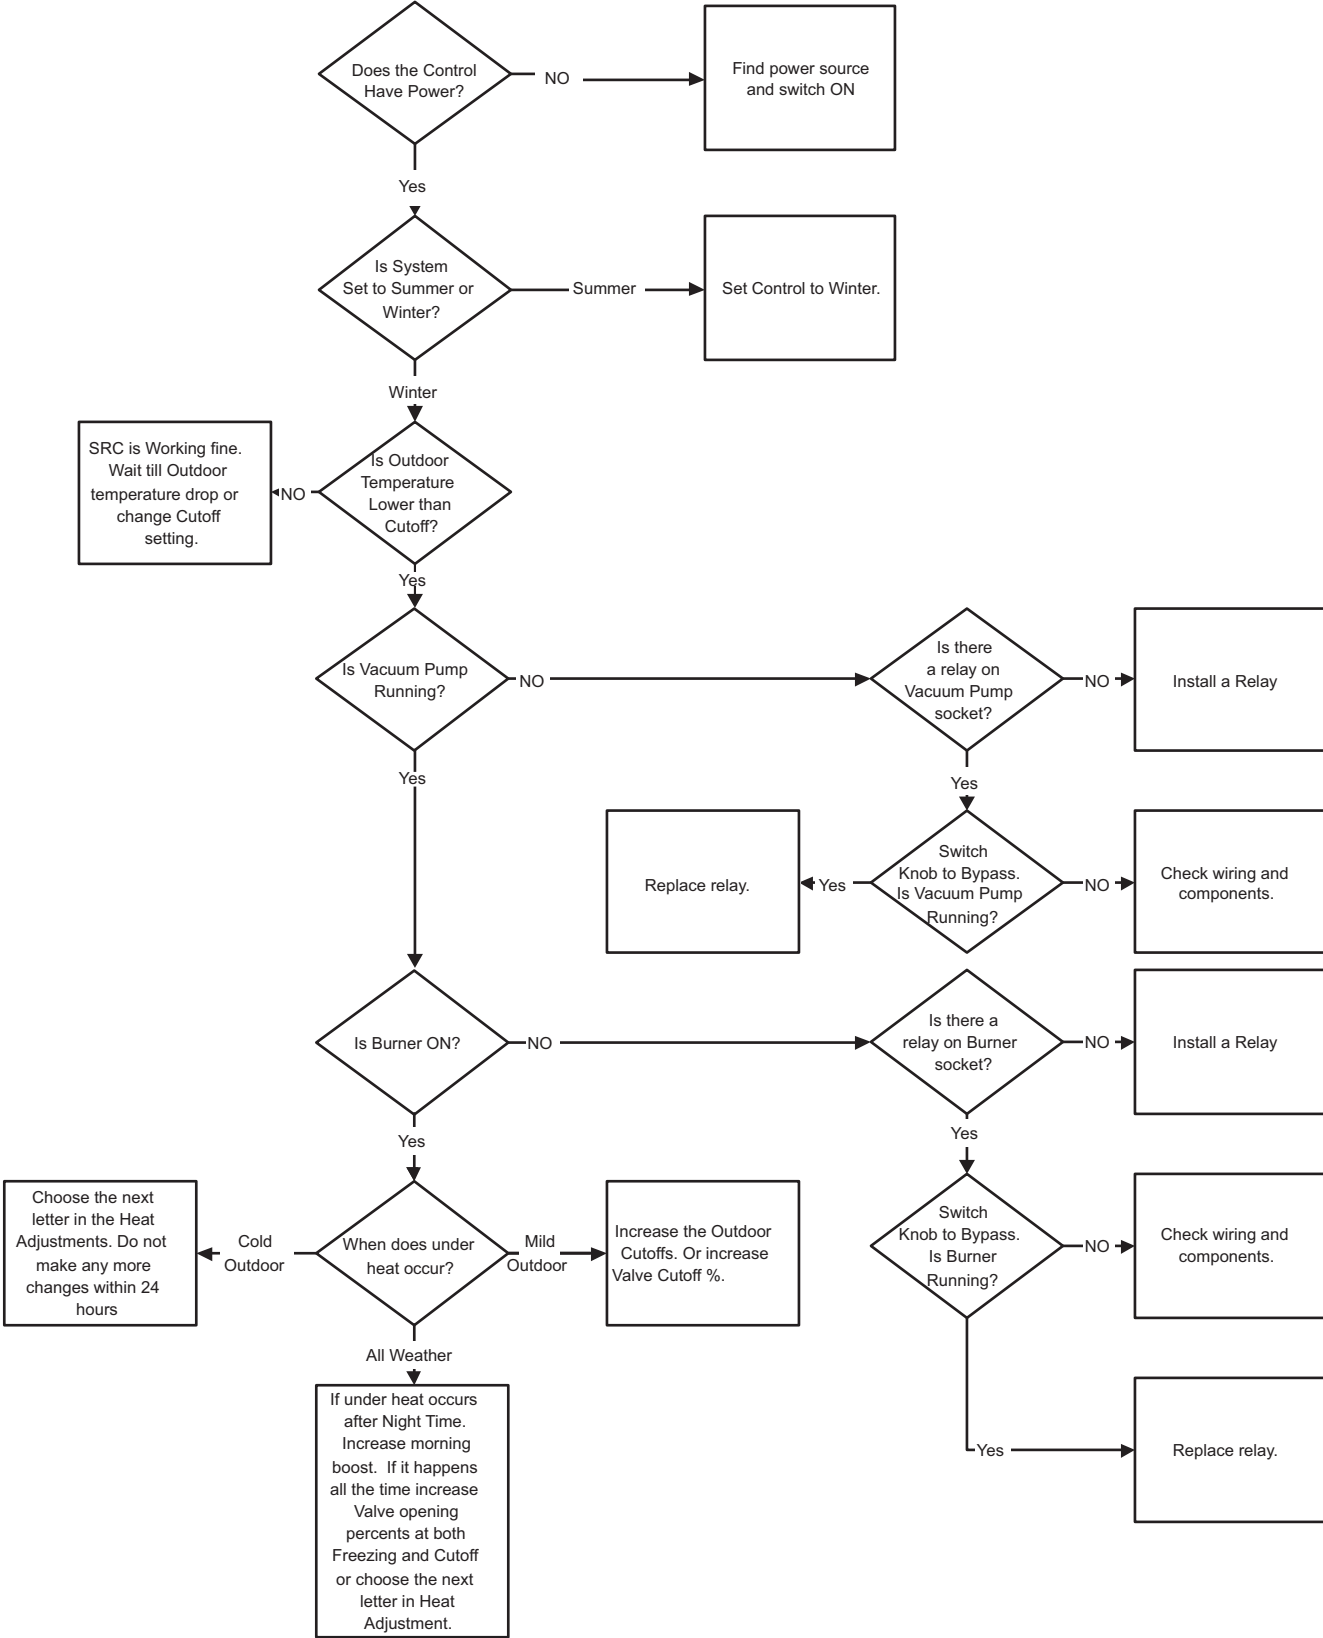 Does the Control
Have Power?
NO
Find power source
and switch ON
Yes
Is System
Set to Summer or
Winter?
Summer
Set Control to Winter.
Winter
SRC is Working fine.
Wait till Outdoor
temperature drop or
change Cutoff
setting.
NO
Is Outdoor
Temperature
Lower than
Cutoff?
Yes
Is Vacuum Pump
Running?
NO
Is there
a relay on
Vacuum Pump
socket?
NO
Install a Relay
Yes
Yes
Replace relay.
Yes
Switch
Knob to Bypass.
Is Vacuum Pump
Running?
NO
Check wiring and
components.
Is Burner ON?
NO
Is there a
relay on Burner
socket?
NO
Install a Relay
Yes
Yes
Choose the next
letter in the Heat
Adjustments. Do not
make any more
changes within 24
hours
Cold
Outdoor
When does under
heat occur?
Mild
Outdoor
Increase the Outdoor
Cutoffs. Or increase
Valve Cutoff %.
Switch
Knob to Bypass.
Is Burner
Running?
NO
Check wiring and
components.
All Weather
If under heat occurs
after Night Time.
Increase morning
boost. If it happens
all the time increase
Valve opening
percents at both
Freezing and Cutoff
or choose the next
letter in Heat
Adjustment.
Yes
Replace relay.